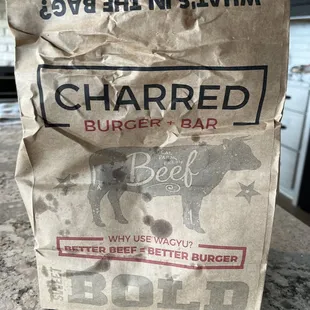 WHAT'S IN THE BAG?
CHARRED
BURGER + BAR
Beef
WHY USE WAGYU?
BETTER BEEF = BETTER BURGER
BOLD